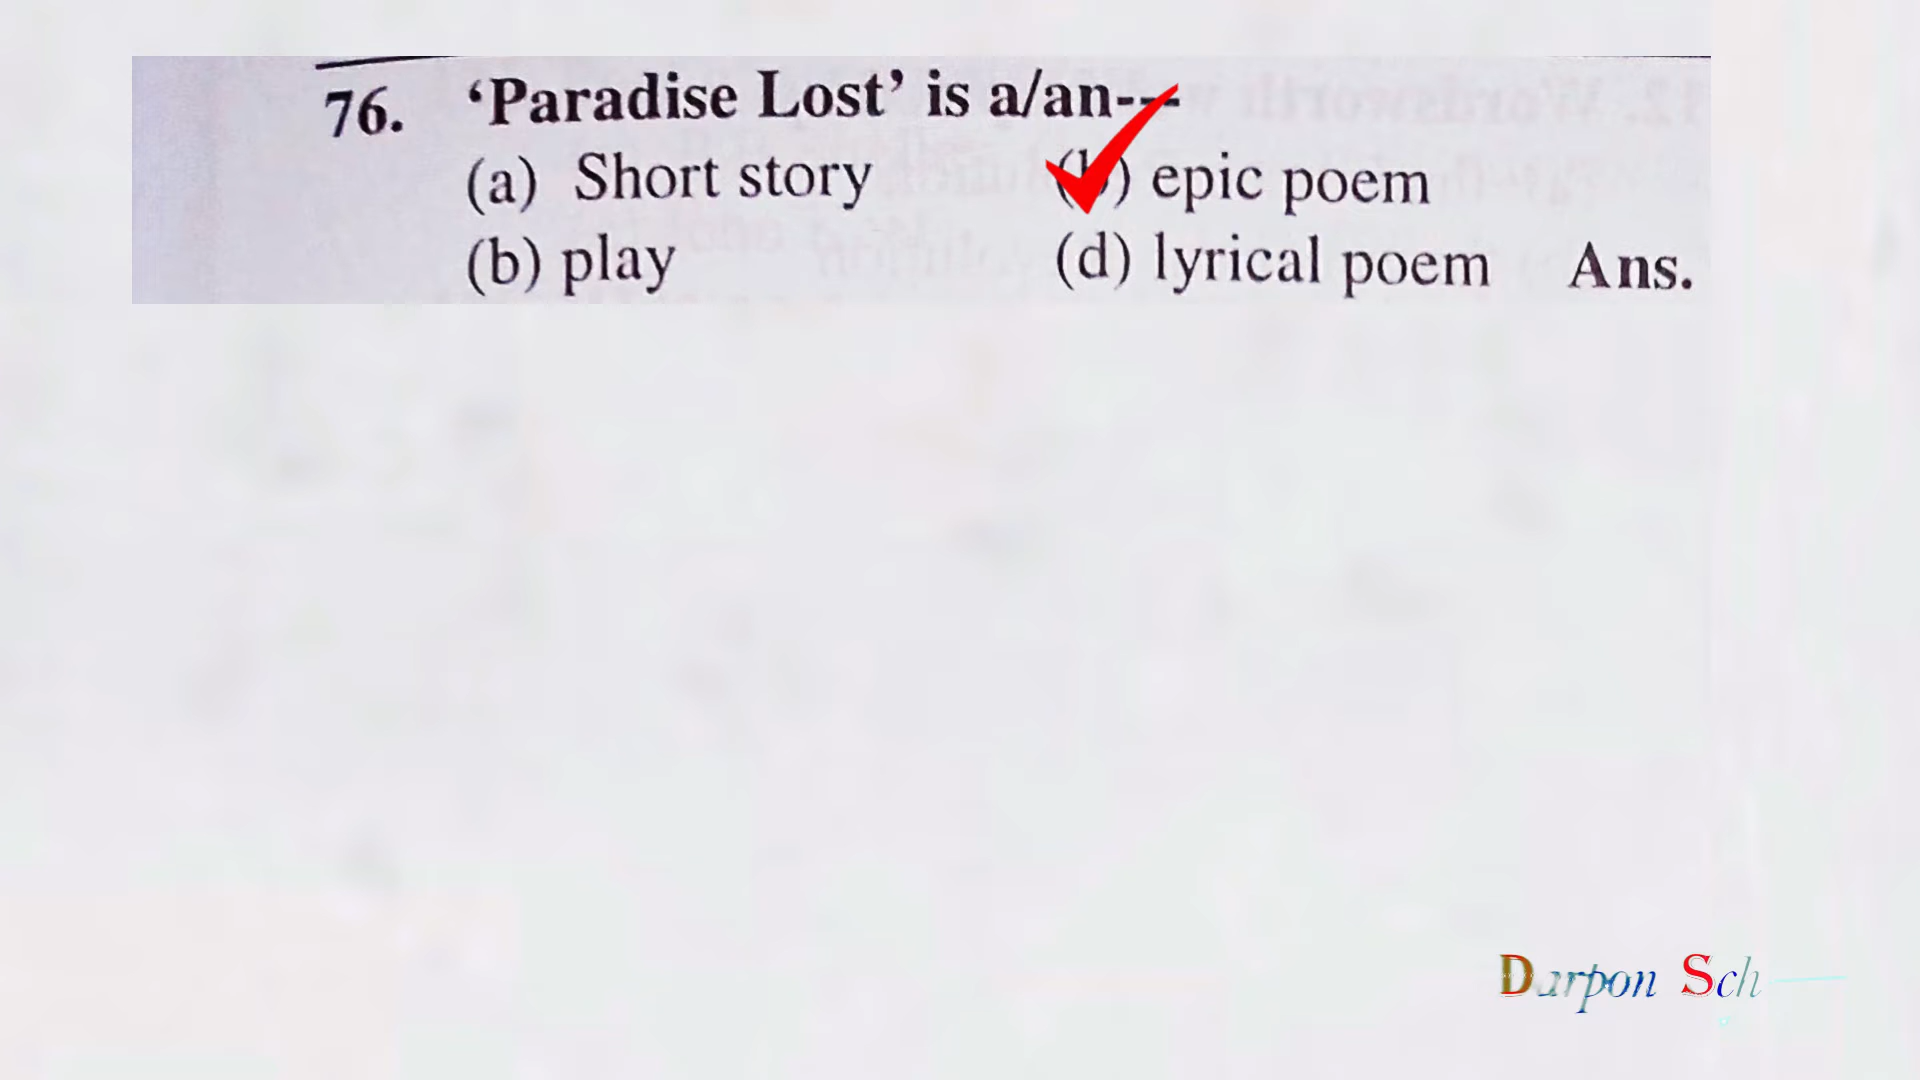 76. ‘Paradise Lost’ is a/an---
(a) Short story (b) epic poem
(b) play (d) lyrical poem Ans.
Darpon Sch